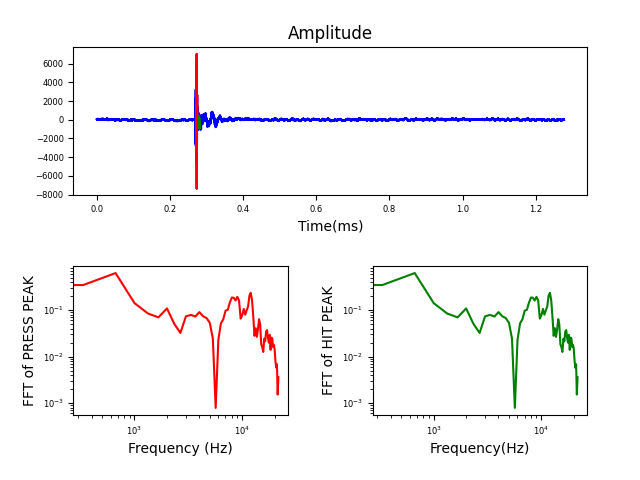 Amplitude
6000
4000
2000
0
−2000
−4000
−6000
−8000
0.0 0.2 0.4 0.6 0.8 1.0 1.2
Time(ms)
FFT of PRESS PEAK
10⁻¹
10⁻²
10⁻³
10³ 10⁴
Frequency (Hz)
FFT of HIT PEAK
10⁻¹
10⁻²
10⁻³
10³ 10⁴
Frequency(Hz)